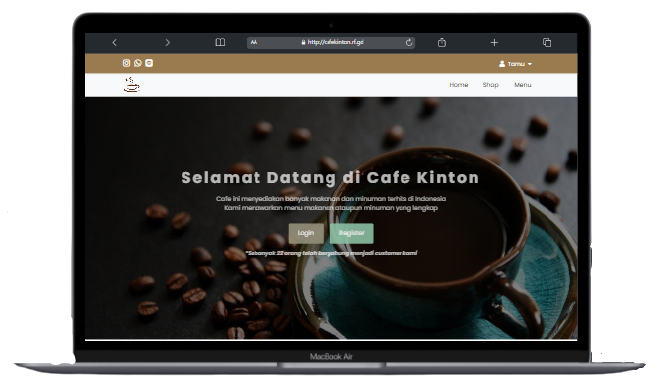 AA
http://cafekinton.rf.gd
Tamu
Home
Shop
Menu
Selamat Datang di Cafe Kinton
Cafe ini menyediakan banyak makanan dan minuman terhits di Indonesia
Kami menawarkan menu makanan ataupun minuman yang lengkap
Login
Register
*Sebanyak 22 orang telah bergabung menjadi customer kami
MacBook Air